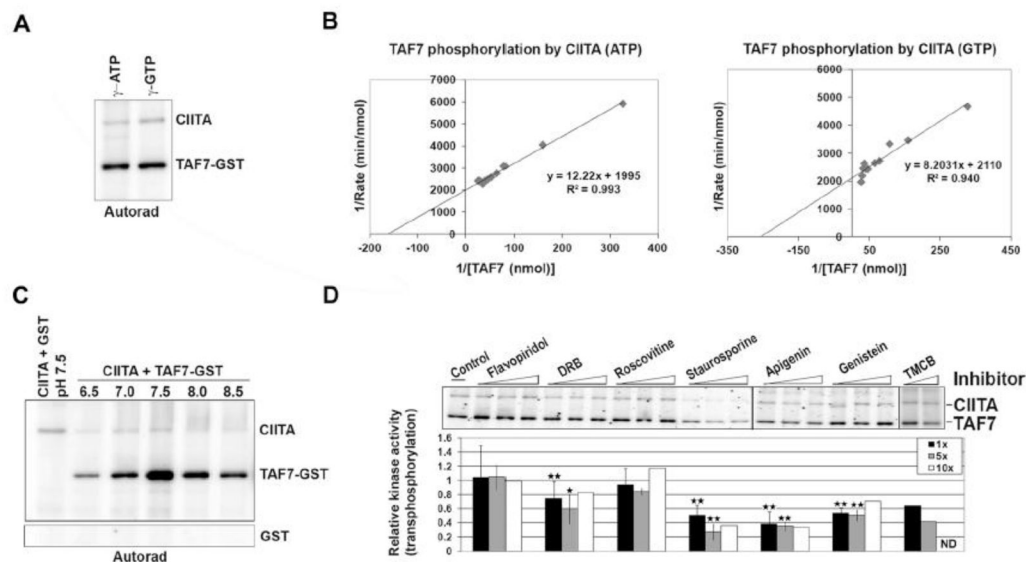 A
γ-ATP
γ-GTP
CIITA
TAF7-GST
Autorad
B
TAF7 phosphorylation by CIITA (ATP)
1/Rate (min/nmol)
7000
6000
5000
4000
3000
2000
1000
0
y = 12.22x + 1995
R² = 0.993
-200 -100 0 100 200 300 400
1/[TAF7 (nmol)]
TAF7 phosphorylation by CIITA (GTP)
1/Rate (min/nmol)
6000
5000
4000
3000
2000
1000
0
y = 8.2031x + 2110
R² = 0.940
-350 -250 -150 -50 50 150 250 350 450
1/[TAF7 (nmol)]
C
CIITA + GST
pH 7.5
CIITA + TAF7-GST
6.5 7.0 7.5 8.0 8.5
CIITA
TAF7-GST
GST
Autorad
D
Control
Flavopiridol
DRB
Roscovitine
Staurosporine
Apigenin
Genistein
TMCB
Inhibitor
-CIITA
-TAF7
Relative kinase activity
(transphosphorylation)
1.6
1.4
1.2
1
0.8
0.6
0.4
0.2
0
** * ** ** ** ** ** **
1x
5x
10x
ND